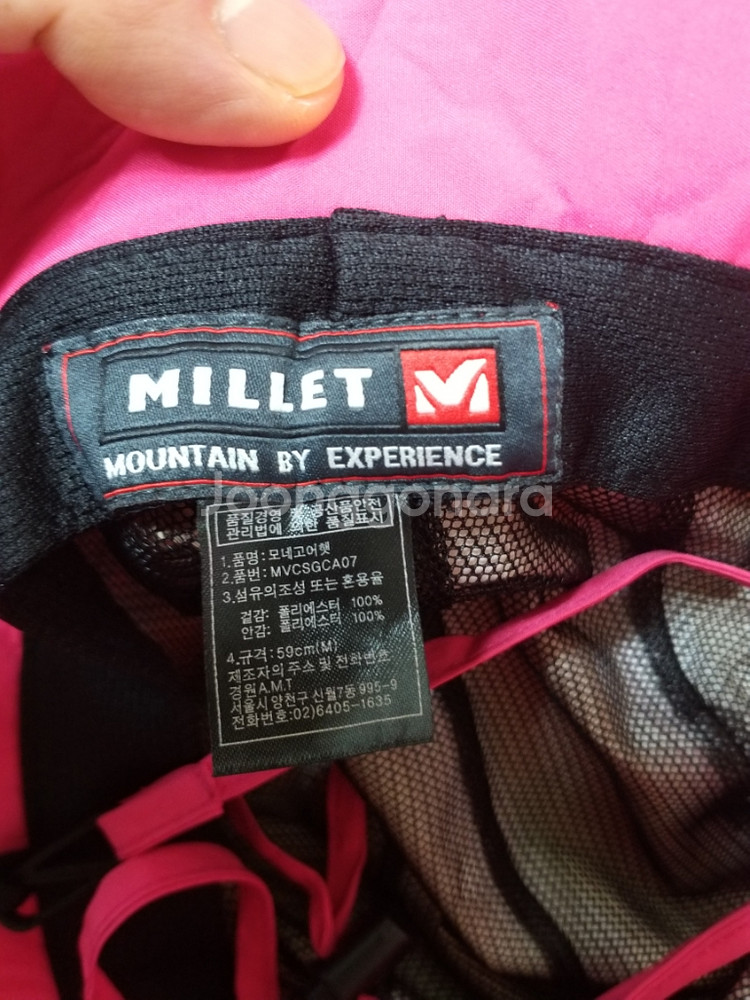 MILLET
MOUNTAIN BY EXPERIENCE
Joongonara
품질경영 및 공산품안전
관리법에 의한 품질표시
1.품명:모네고어햇
2.품번:MVCSGCA07
3.섬유의조성 또는 혼용율
겉감: 폴리에스터 100%
안감: 폴리에스터 100%
4.규격:59cm(M)
제조자의 주소 및 전화번호
경원A.M.T
서울시양천구 신월7동 995-9
전화번호:02)6405-1635